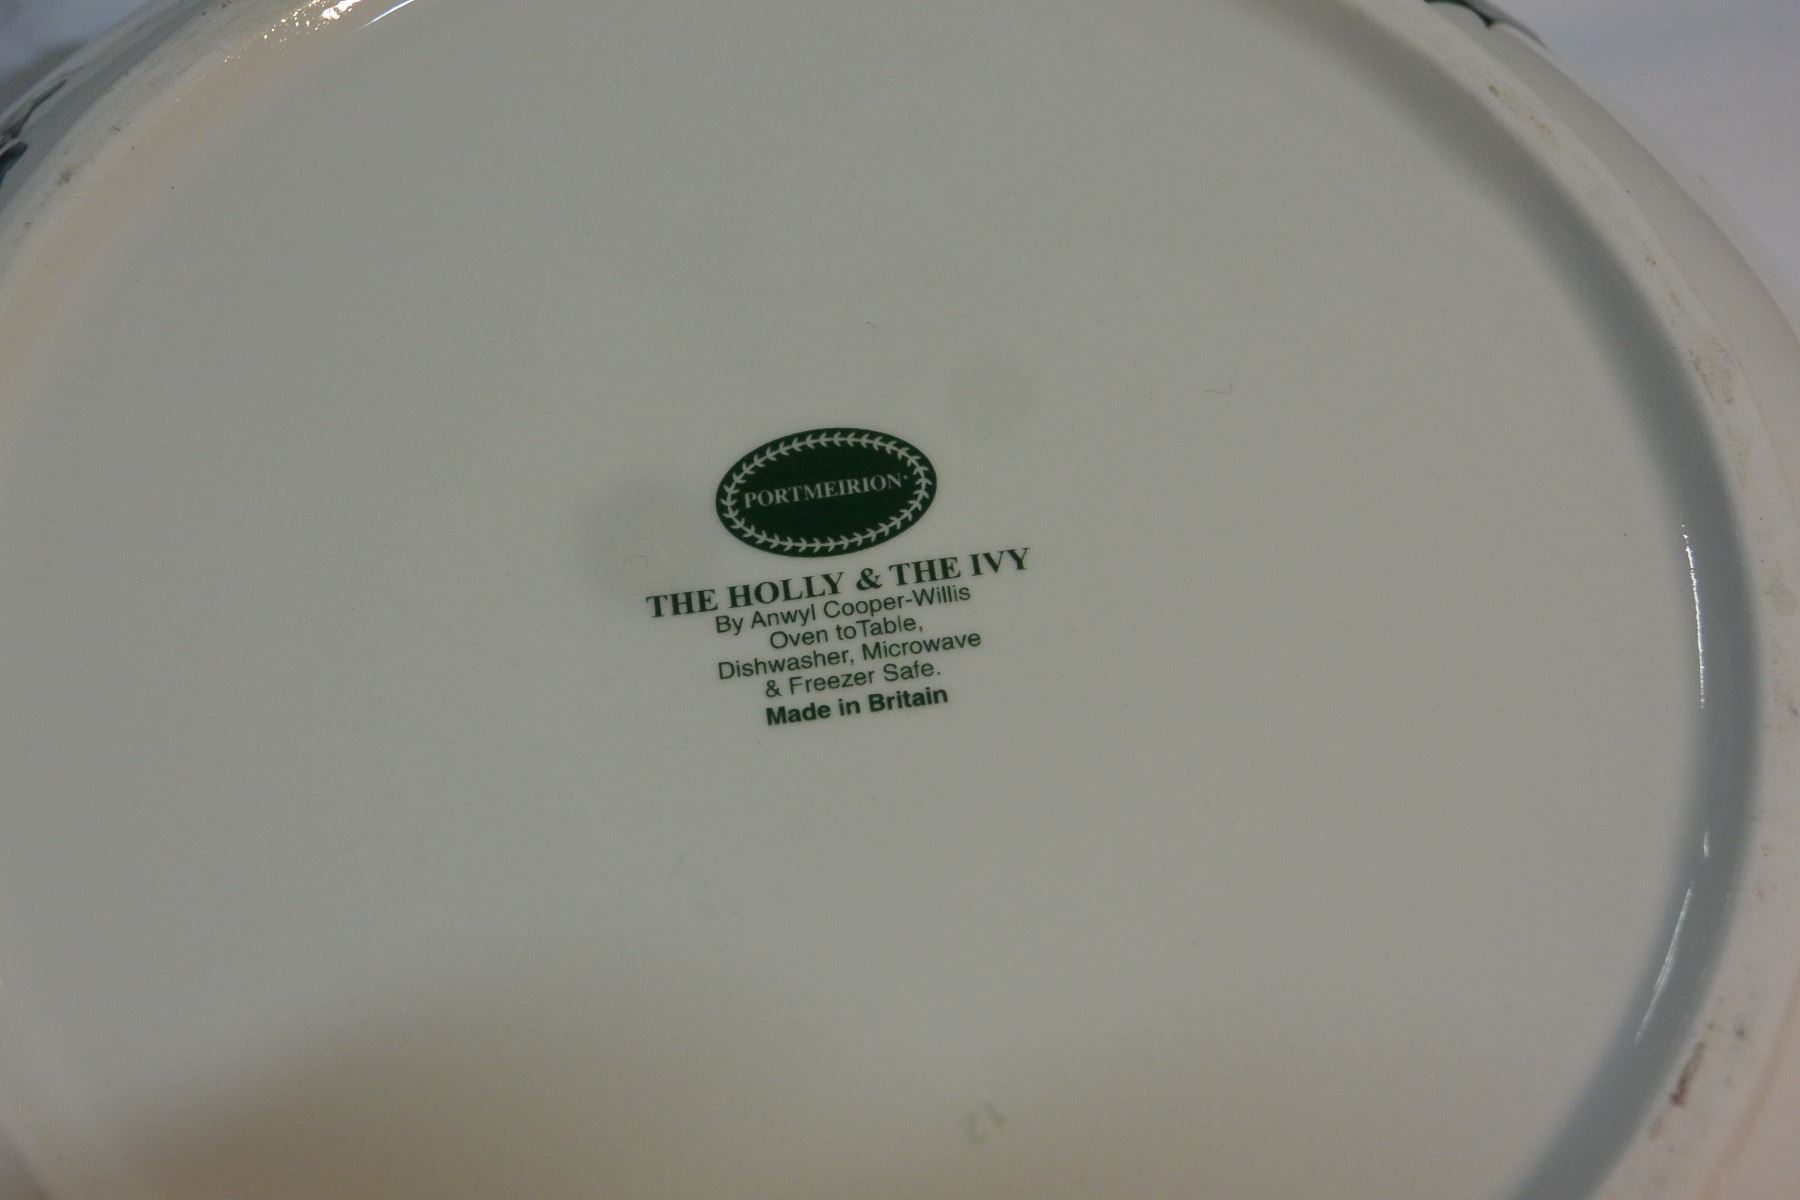 PORTMEIRION
THE HOLLY & THE IVY
By Anwyl Cooper-Willis
Oven toTable,
Dishwasher, Microwave
& Freezer Safe.
Made in Britain